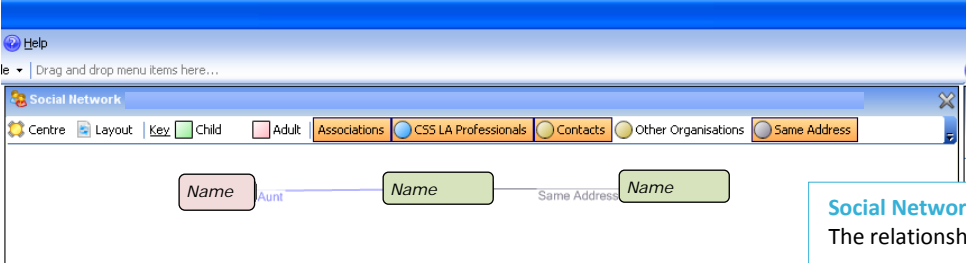 Help
le Drag and drop menu items here...
Social Network
Centre Layout Key Child Adult Associations CSS LA Professionals Contacts Other Organisations Same Address
Name Aunt Name Same Address Name
Social Networ
The relationsh